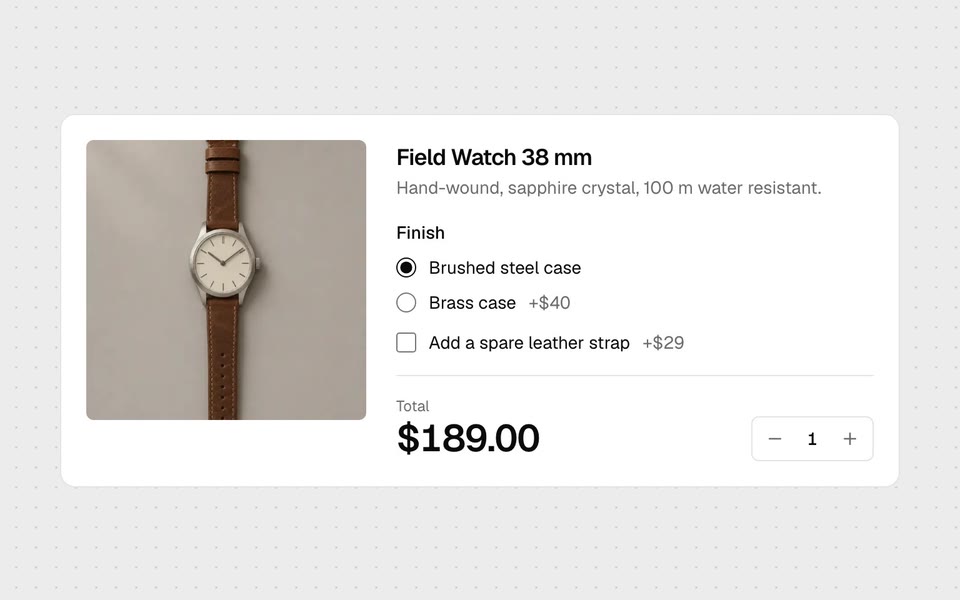 Field Watch 38 mm
Hand-wound, sapphire crystal, 100 m water resistant.
Finish
Brushed steel case
Brass case +$40
Add a spare leather strap +$29
Total
$189.00
− 1 +